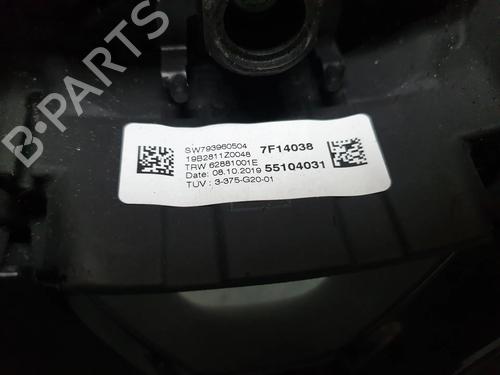 SW793960504 7F14038
19B2811Z0048
TRW 62881001E
Date: 08.10.2019 55104031
TUV : 3-375-G20-01
B-PARTS